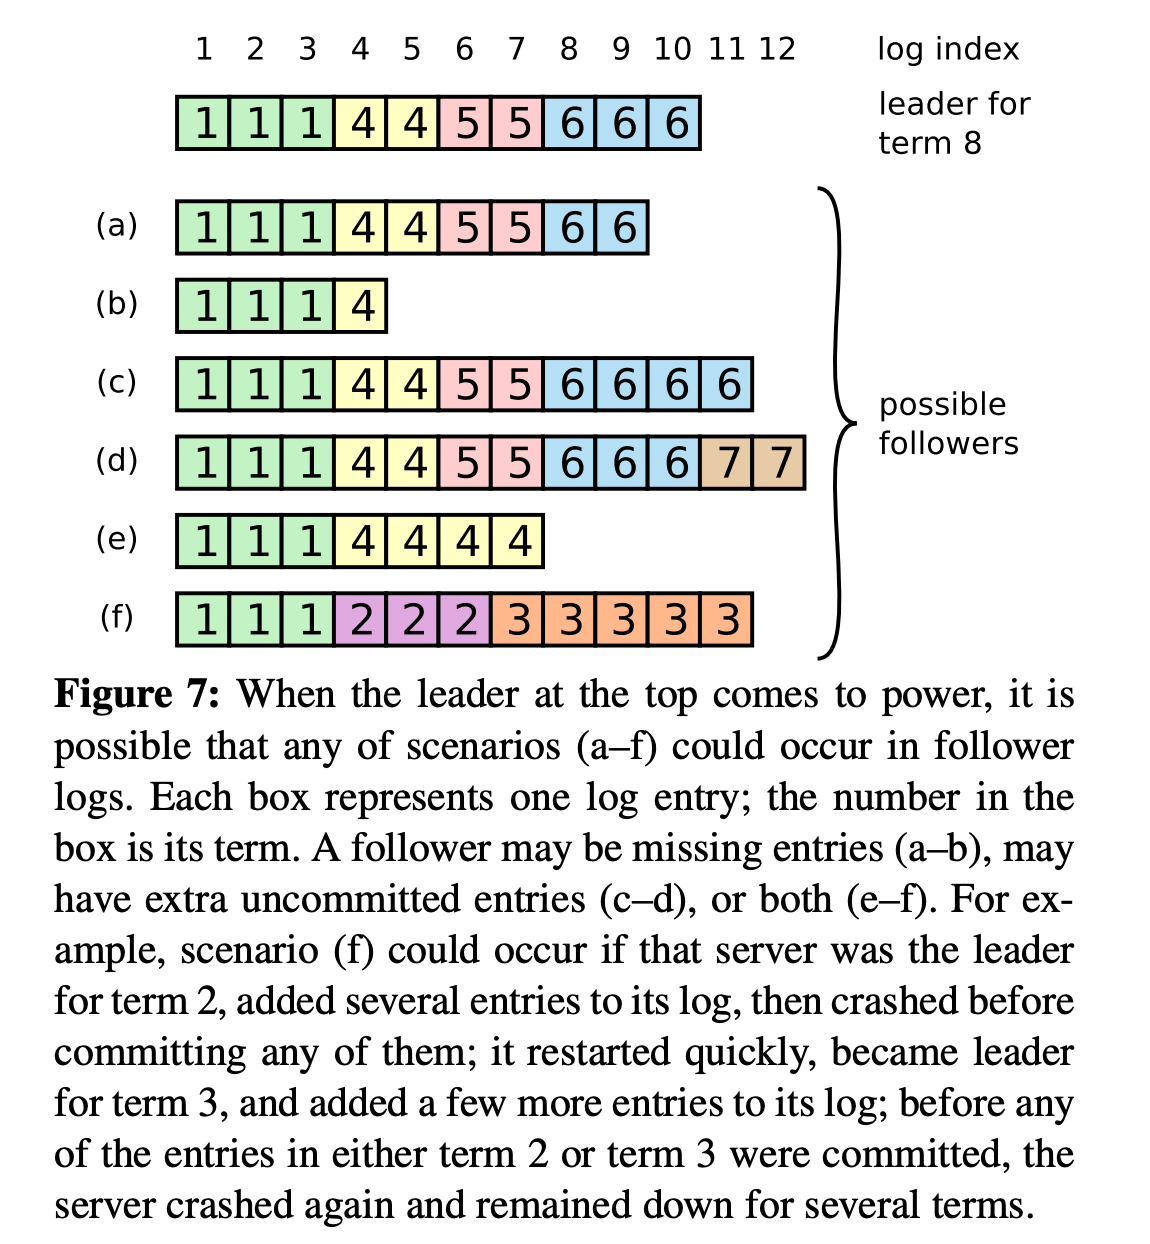 1 2 3 4 5 6 7 8 9 10 11 12 log index
1 1 1 4 4 5 5 6 6 6 leader for
term 8
(a) 1 1 1 4 4 5 5 6 6
(b) 1 1 1 4
(c) 1 1 1 4 4 5 5 6 6 6 6
(d) 1 1 1 4 4 5 5 6 6 6 7 7
possible
followers
(e) 1 1 1 4 4 4 4
(f) 1 1 1 2 2 2 3 3 3 3 3
Figure 7: When the leader at the top comes to power, it is
possible that any of scenarios (a–f) could occur in follower
logs. Each box represents one log entry; the number in the
box is its term. A follower may be missing entries (a–b), may
have extra uncommitted entries (c–d), or both (e–f). For ex-
ample, scenario (f) could occur if that server was the leader
for term 2, added several entries to its log, then crashed before
committing any of them; it restarted quickly, became leader
for term 3, and added a few more entries to its log; before any
of the entries in either term 2 or term 3 were committed, the
server crashed again and remained down for several terms.